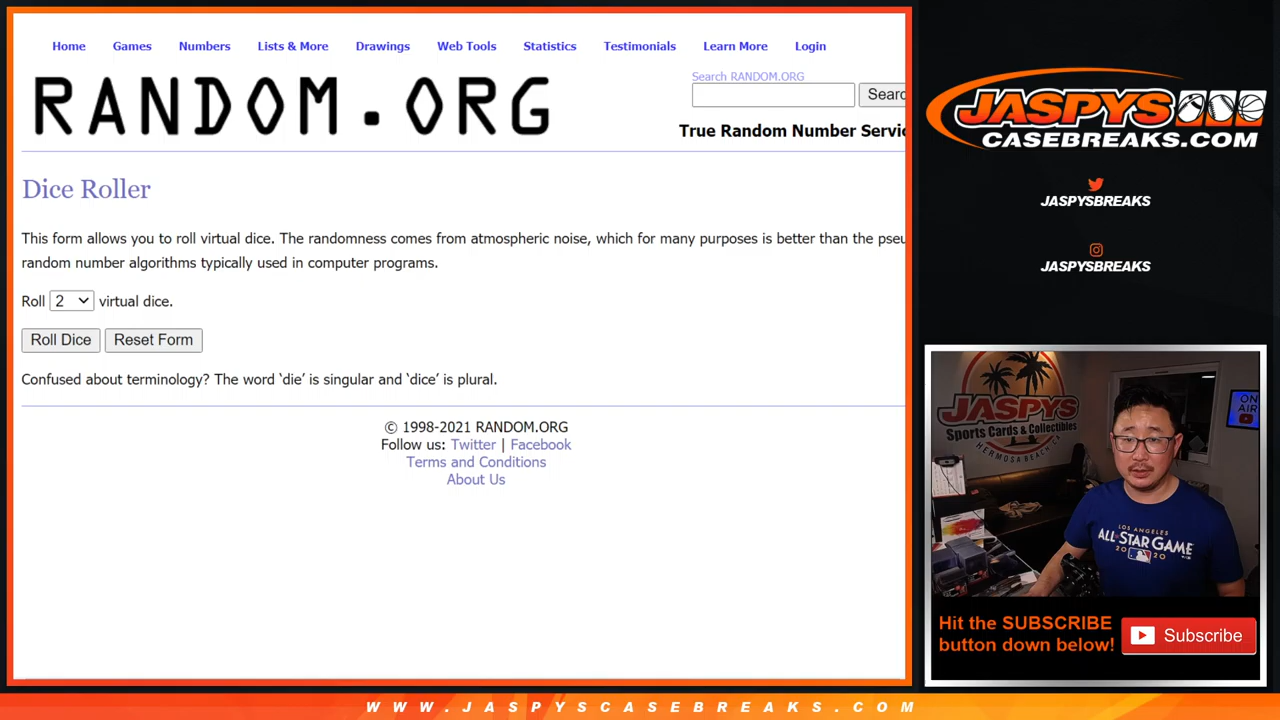 Home Games Numbers Lists & More Drawings Web Tools Statistics Testimonials Learn More Login
Search RANDOM.ORG
RANDOM.ORG
Searc
True Random Number Servic
Dice Roller
This form allows you to roll virtual dice. The randomness comes from atmospheric noise, which for many purposes is better than the pseu
random number algorithms typically used in computer programs.
Roll 2 virtual dice.
Roll Dice Reset Form
Confused about terminology? The word ‘die’ is singular and ‘dice’ is plural.
© 1998-2021 RANDOM.ORG
Follow us: Twitter | Facebook
Terms and Conditions
About Us
JASPYS
CASEBREAKS.COM
JASPYSBREAKS
JASPYSBREAKS
JASPYS
Sports Cards & Collectibles
HERMOSA BEACH, CA
ON
AIR
LOS ANGELES
ALL-STAR GAME
2020
Hit the SUBSCRIBE
button down below!
Subscribe
WWW.JASPYSCASEBREAKS.COM